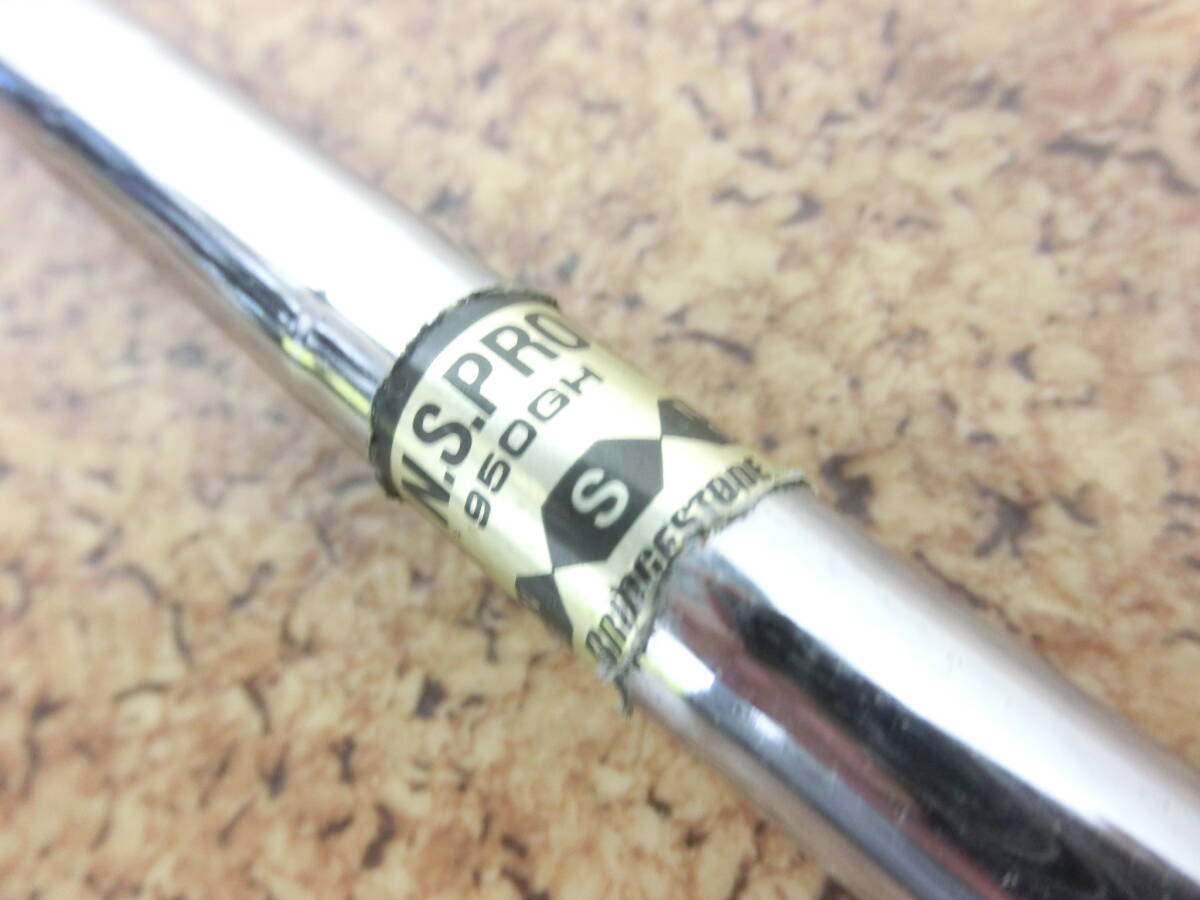 N.S.PRO
950GH
S
BRIDGESTONE